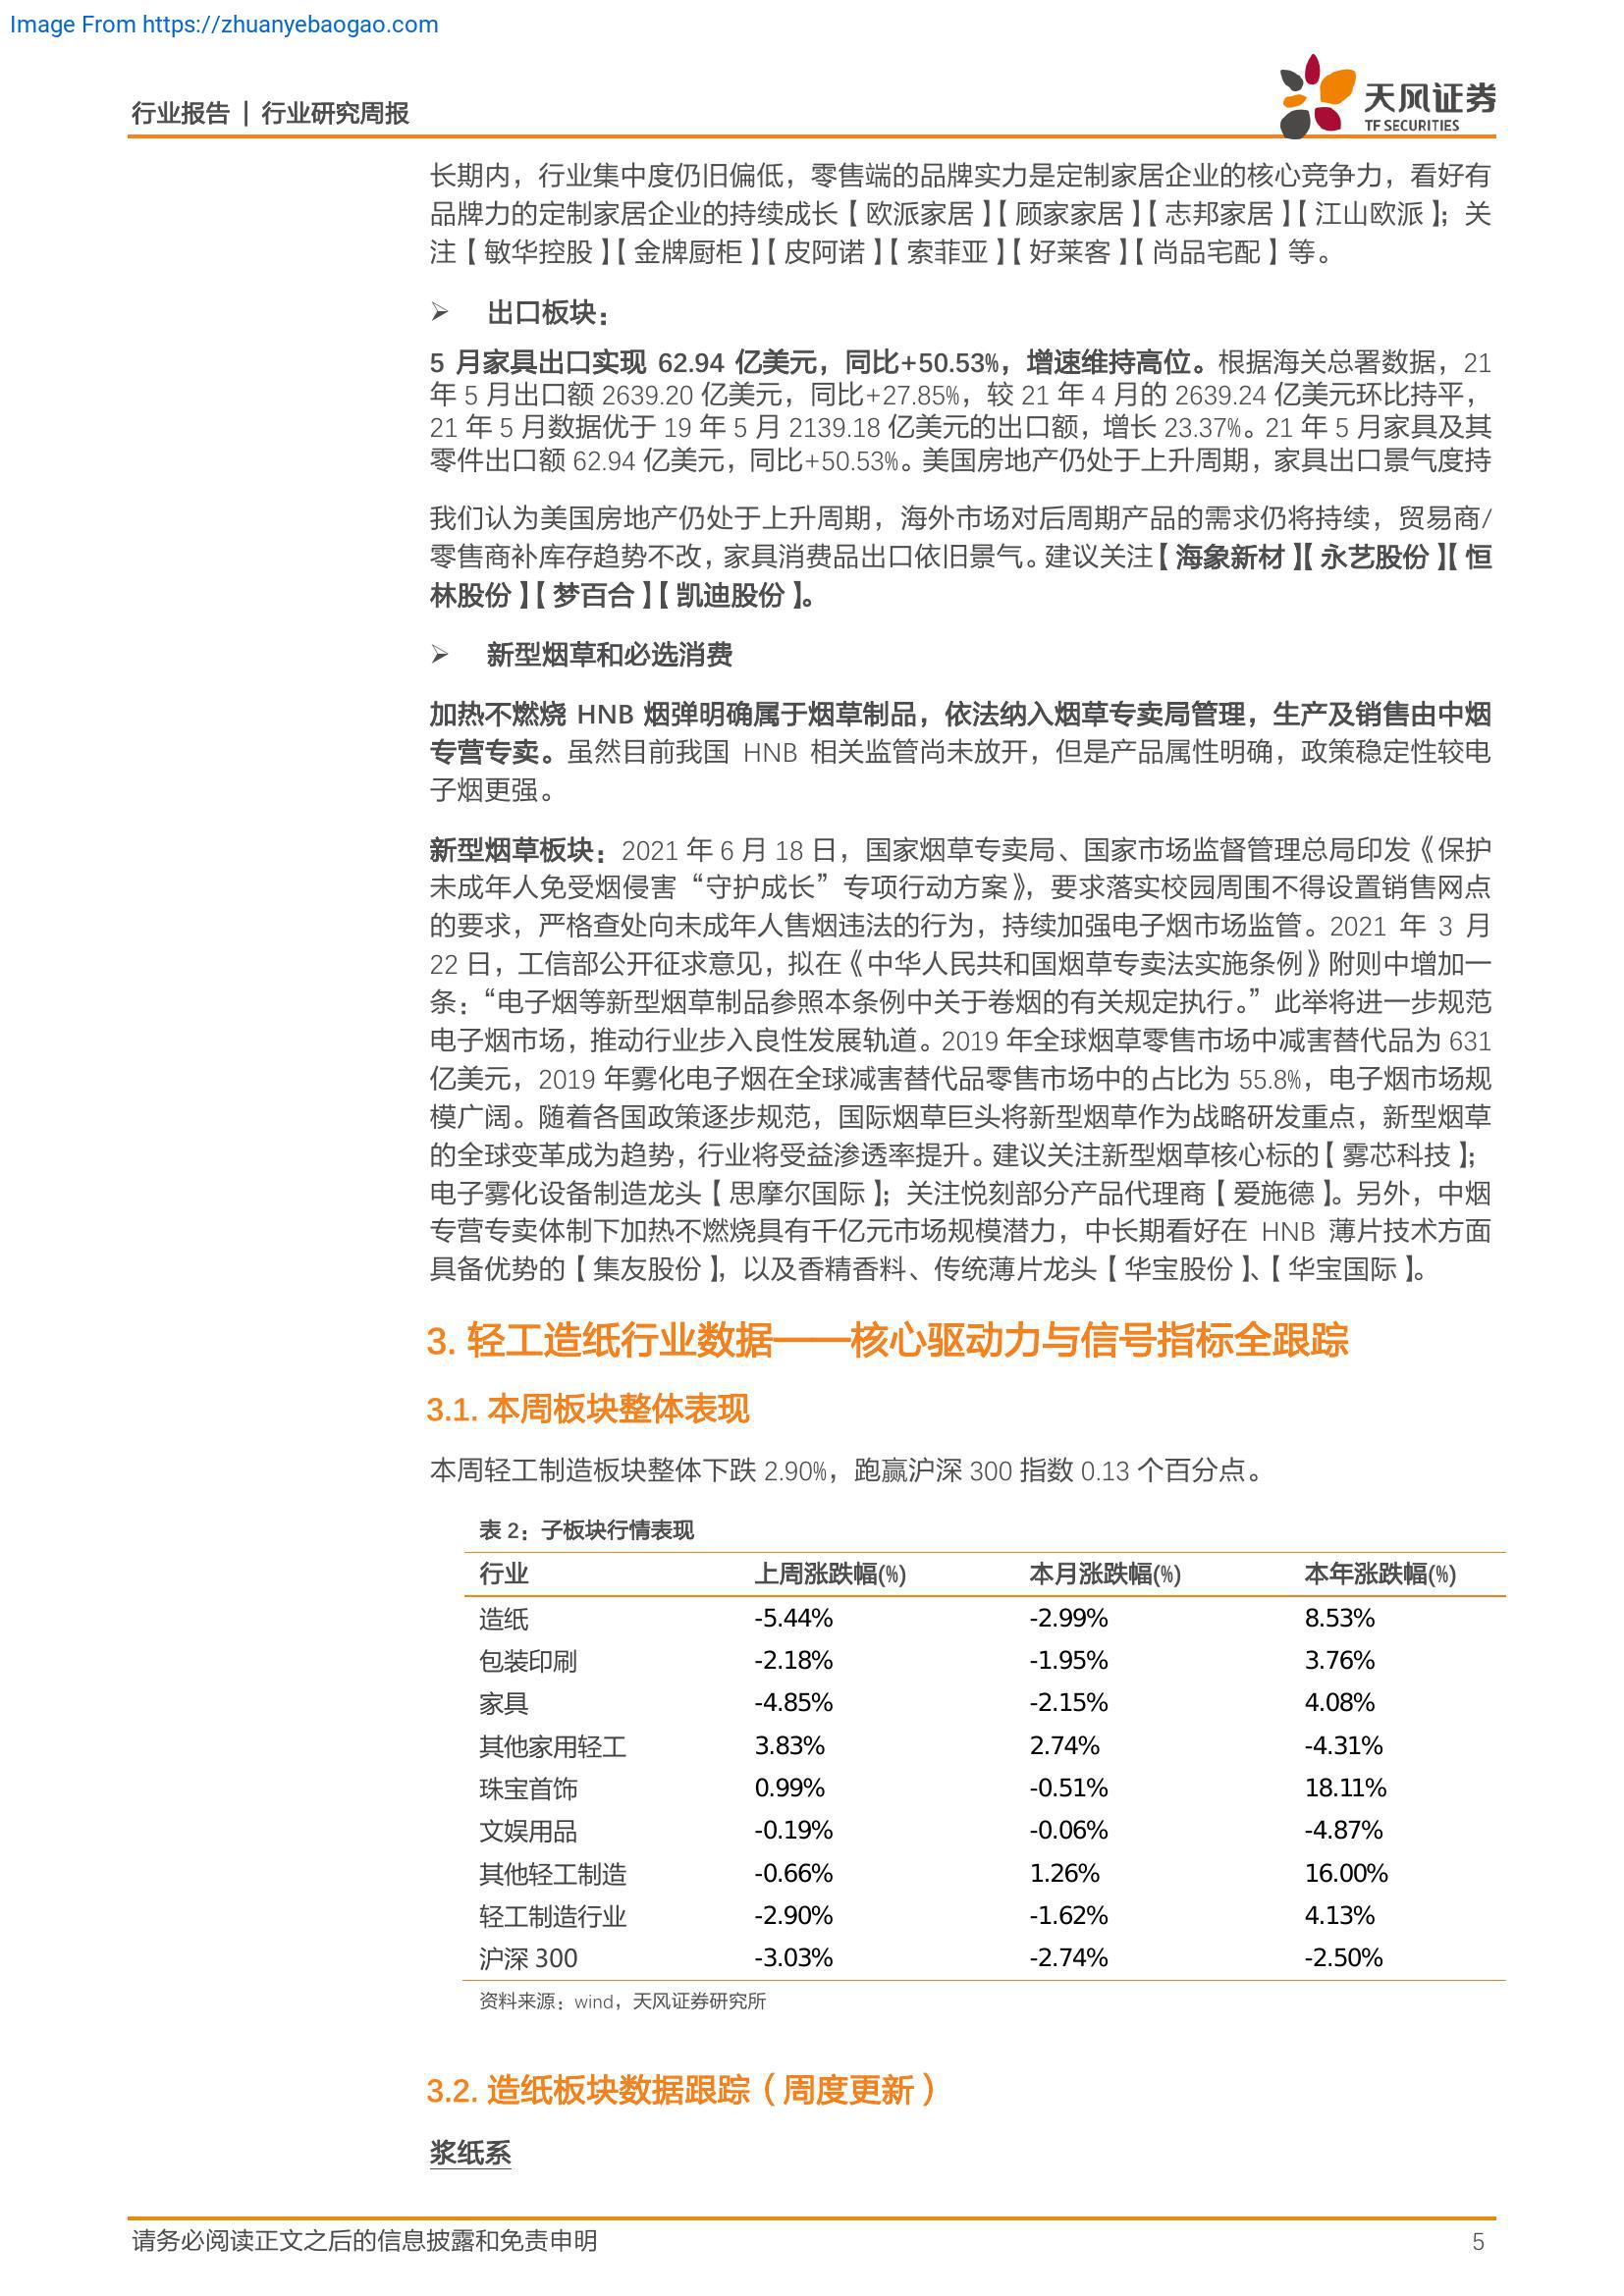 Image From https://zhuanyebaogao.com
行业报告 | 行业研究周报
天风证券
TF SECURITIES
长期内，行业集中度仍旧偏低，零售端的品牌实力是定制家居企业的核心竞争力，看好有
品牌力的定制家居企业的持续成长【欧派家居】【顾家家居】【志邦家居】【江山欧派】；关
注【敏华控股】【金牌厨柜】【皮阿诺】【索菲亚】【好莱客】【尚品宅配】等。
➢ 出口板块：
5 月家具出口实现 62.94 亿美元，同比+50.53%，增速维持高位。根据海关总署数据，21
年 5 月出口额 2639.20 亿美元，同比+27.85%，较 21 年 4 月的 2639.24 亿美元环比持平，
21 年 5 月数据优于 19 年 5 月 2139.18 亿美元的出口额，增长 23.37%。21 年 5 月家具及其
零件出口额 62.94 亿美元，同比+50.53%。美国房地产仍处于上升周期，家具出口景气度持
我们认为美国房地产仍处于上升周期，海外市场对后周期产品的需求仍将持续，贸易商/
零售商补库存趋势不改，家具消费品出口依旧景气。建议关注【海象新材】【永艺股份】【恒
林股份】【梦百合】【凯迪股份】。
➢ 新型烟草和必选消费
加热不燃烧 HNB 烟弹明确属于烟草制品，依法纳入烟草专卖局管理，生产及销售由中烟
专营专卖。虽然目前我国 HNB 相关监管尚未放开，但是产品属性明确，政策稳定性较电
子烟更强。
新型烟草板块：2021 年 6 月 18 日，国家烟草专卖局、国家市场监督管理总局印发《保护
未成年人免受烟侵害“守护成长”专项行动方案》，要求落实校园周围不得设置销售网点
的要求，严格查处向未成年人售烟违法的行为，持续加强电子烟市场监管。2021 年 3 月
22 日，工信部公开征求意见，拟在《中华人民共和国烟草专卖法实施条例》附则中增加一
条：“电子烟等新型烟草制品参照本条例中关于卷烟的有关规定执行。”此举将进一步规范
电子烟市场，推动行业步入良性发展轨道。2019 年全球烟草零售市场中减害替代品为 631
亿美元，2019 年雾化电子烟在全球减害替代品零售市场中的占比为 55.8%，电子烟市场规
模广阔。随着各国政策逐步规范，国际烟草巨头将新型烟草作为战略研发重点，新型烟草
的全球变革成为趋势，行业将受益渗透率提升。建议关注新型烟草核心标的【雾芯科技】；
电子雾化设备制造龙头【思摩尔国际】；关注悦刻部分产品代理商【爱施德】。另外，中烟
专营专卖体制下加热不燃烧具有千亿元市场规模潜力，中长期看好在 HNB 薄片技术方面
具备优势的【集友股份】，以及香精香料、传统薄片龙头【华宝股份】、【华宝国际】。
3. 轻工造纸行业数据——核心驱动力与信号指标全跟踪
3.1. 本周板块整体表现
本周轻工制造板块整体下跌 2.90%，跑赢沪深 300 指数 0.13 个百分点。
表 2：子板块行情表现
行业 上周涨跌幅(%) 本月涨跌幅(%) 本年涨跌幅(%)
造纸 -5.44% -2.99% 8.53%
包装印刷 -2.18% -1.95% 3.76%
家具 -4.85% -2.15% 4.08%
其他家用轻工 3.83% 2.74% -4.31%
珠宝首饰 0.99% -0.51% 18.11%
文娱用品 -0.19% -0.06% -4.87%
其他轻工制造 -0.66% 1.26% 16.00%
轻工制造行业 -2.90% -1.62% 4.13%
沪深 300 -3.03% -2.74% -2.50%
资料来源：wind，天风证券研究所
3.2. 造纸板块数据跟踪（周度更新）
浆纸系
请务必阅读正文之后的信息披露和免责申明
5